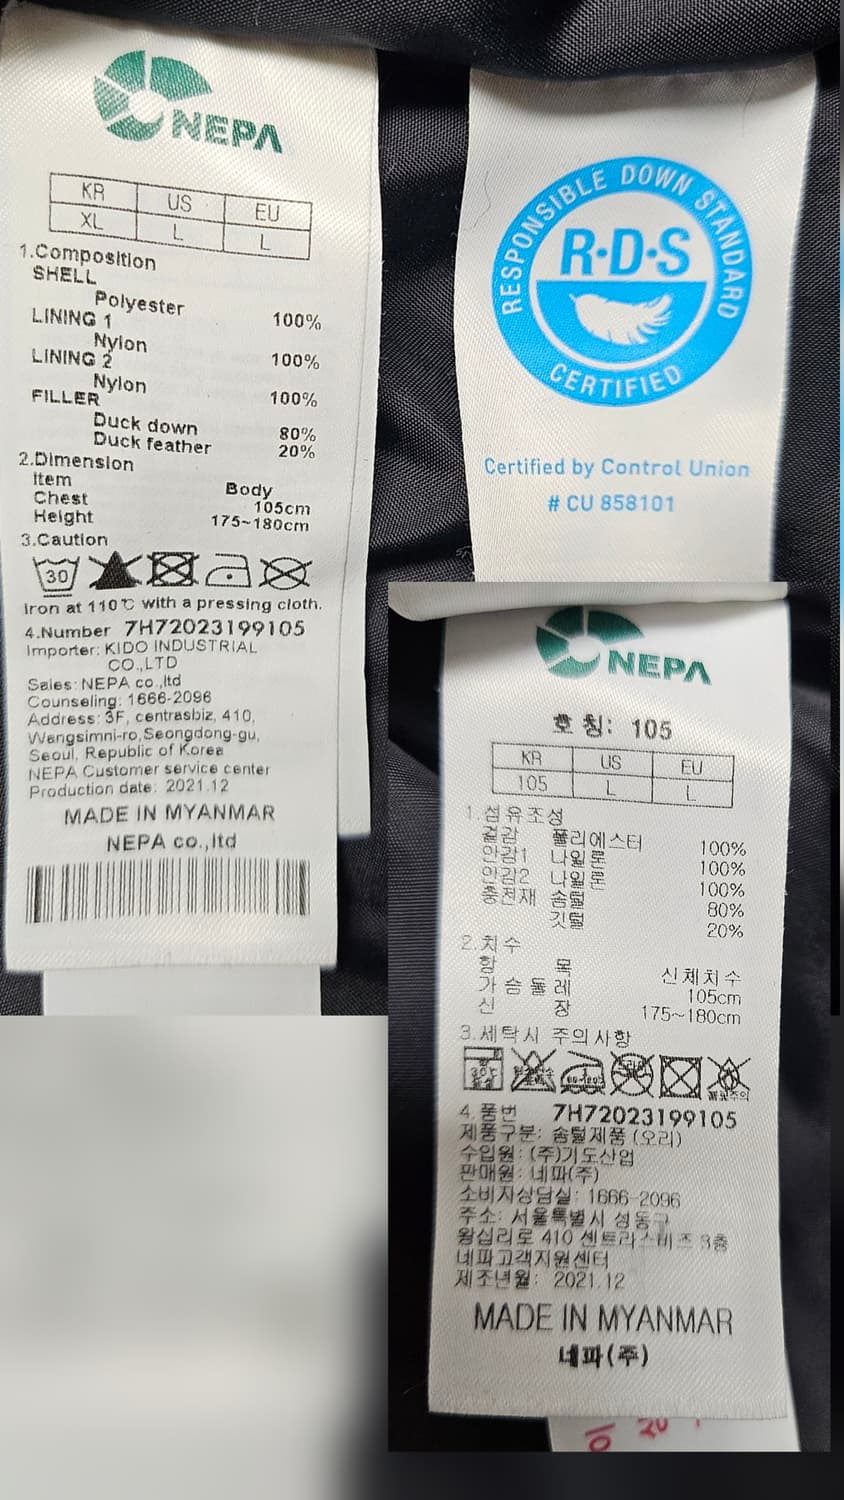 NEPA
KR US EU
XL L L
1.Composition
SHELL
Polyester 100%
LINING 1
Nylon 100%
LINING 2
Nylon 100%
FILLER
Duck down 80%
Duck feather 20%
2.Dimension
Item Body
Chest 105cm
Height 175~180cm
3.Caution
30
Iron at 110℃ with a pressing cloth.
4.Number 7H72023199105
Importer: KIDO INDUSTRIAL
CO.,LTD
Sales: NEPA co.,ltd
Counseling: 1666-2096
Address: 3F, centrasbiz, 410,
Wangsimni-ro, Seongdong-gu,
Seoul, Republic of Korea
NEPA Customer service center
Production date: 2021.12
MADE IN MYANMAR
NEPA co.,ltd
RESPONSIBLE DOWN STANDARD
R·D·S
CERTIFIED
Certified by Control Union
# CU 858101
NEPA
호칭: 105
KR US EU
105 L L
1.섬유조성
겉감 폴리에스터 100%
안감1 나일론 100%
안감2 나일론 100%
충전재 솜털 80%
깃털 20%
2.치수
항 목 신체치수
가슴둘레 105cm
신 장 175~180cm
3.세탁시 주의사항
4.품번 7H72023199105
제품구분: 솜털제품 (오리)
수입원: (주)기도산업
판매원: 네파(주)
소비자상담실: 1666-2096
주소: 서울특별시 성동구
왕십리로 410 센트라스비즈 3층
네파고객지원센터
제조년월: 2021.12
MADE IN MYANMAR
네파(주)